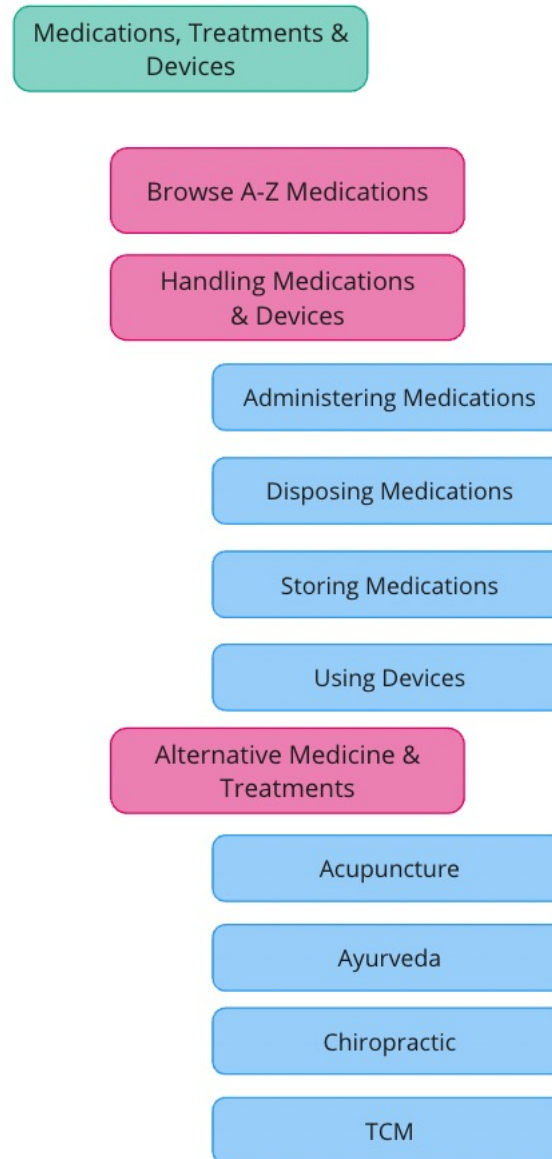 Medications, Treatments &
Devices
Browse A-Z Medications
Handling Medications
& Devices
Administering Medications
Disposing Medications
Storing Medications
Using Devices
Alternative Medicine &
Treatments
Acupuncture
Ayurveda
Chiropractic
TCM